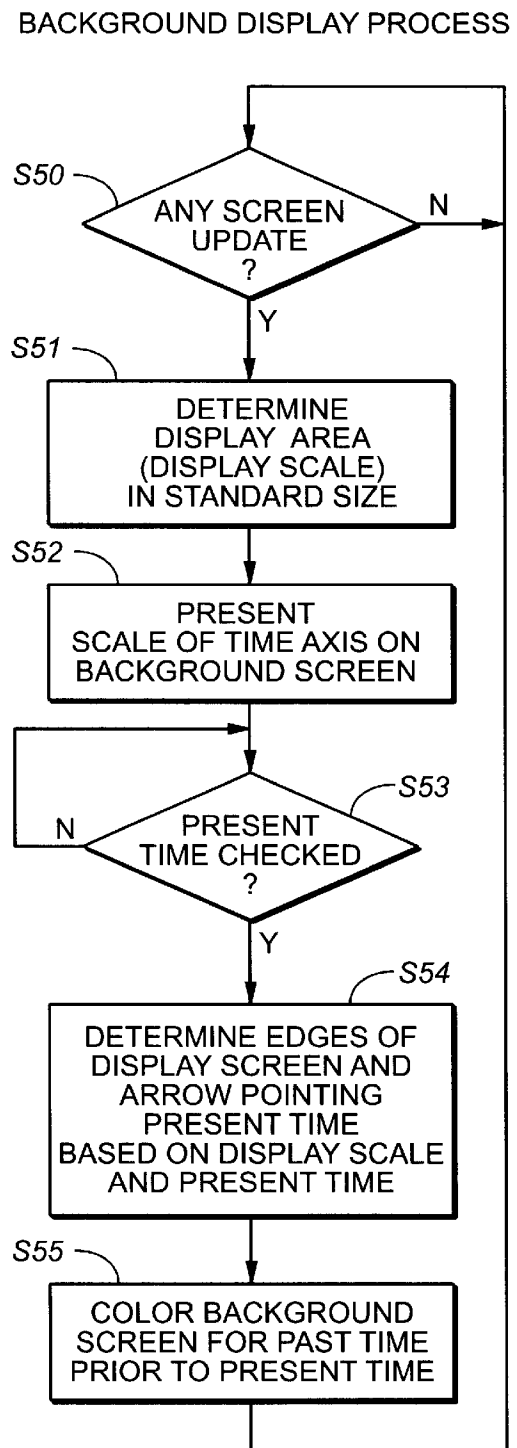 BACKGROUND DISPLAY PROCESS
S50
ANY SCREEN
UPDATE
?
N
Y
S51
DETERMINE
DISPLAY AREA
(DISPLAY SCALE)
IN STANDARD SIZE
S52
PRESENT
SCALE OF TIME AXIS ON
BACKGROUND SCREEN
S53
PRESENT
TIME CHECKED
?
N
Y
S54
DETERMINE EDGES OF
DISPLAY SCREEN AND
ARROW POINTING
PRESENT TIME
BASED ON DISPLAY SCALE
AND PRESENT TIME
S55
COLOR BACKGROUND
SCREEN FOR PAST TIME
PRIOR TO PRESENT TIME